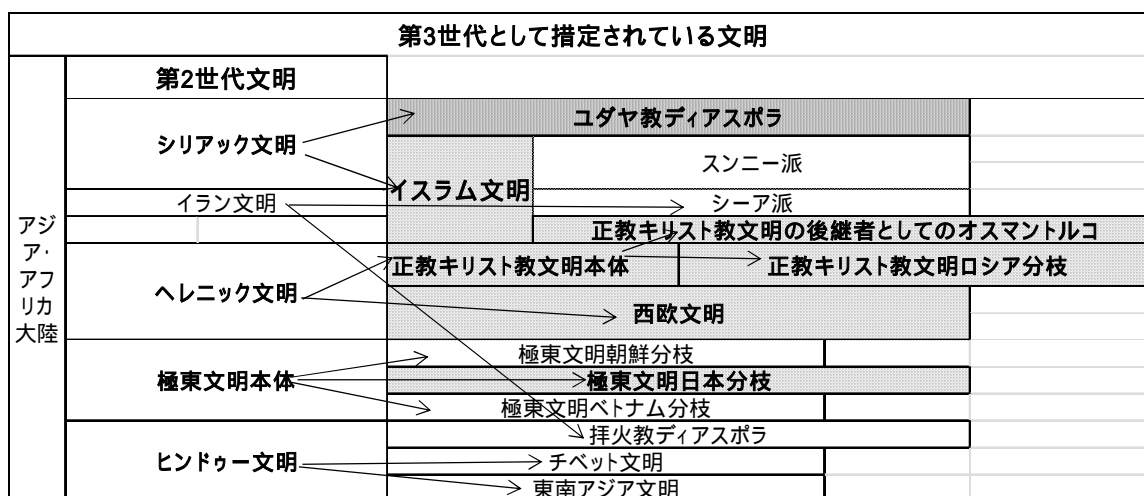 第3世代として措定されている文明
第2世代文明
アジ
ア・
アフ
リカ
大陸
シリアック文明
ユダヤ教ディアスポラ
イスラム文明
スンニー派
イラン文明
シーア派
正教キリスト教文明の後継者としてのオスマントルコ
ヘレニック文明
正教キリスト教文明本体
正教キリスト教文明ロシア分枝
西欧文明
極東文明本体
極東文明朝鮮分枝
極東文明日本分枝
極東文明ベトナム分枝
拝火教ディアスポラ
ヒンドゥー文明
チベット文明
東南アジア文明